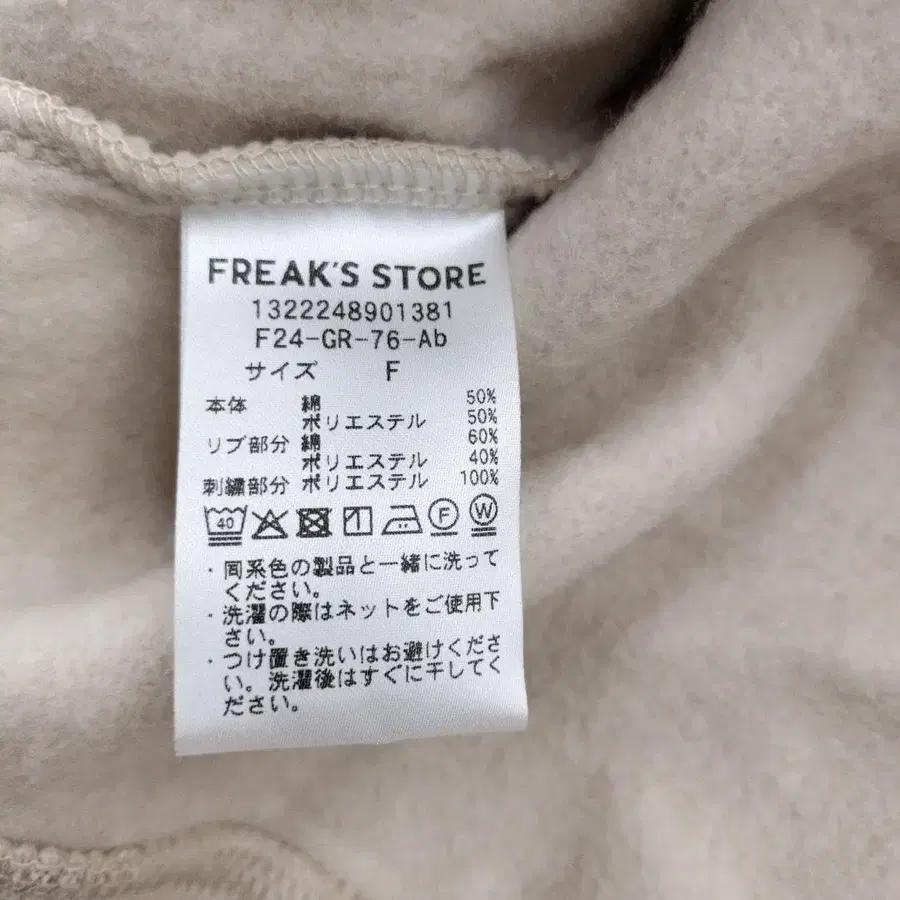 FREAK'S STORE
1322248901381
F24-GR-76-Ab
サイズ F
本体 綿 50%
ポリエステル 50%
リブ部分 綿 60%
ポリエステル 40%
刺繍部分 ポリエステル 100%
40 F W
・同系色の製品と一緒に洗って
ください。
・洗濯の際はネットをご使用下
さい。
・つけ置き洗いはお避けくださ
い。洗濯後はすぐに干してく
ださい。